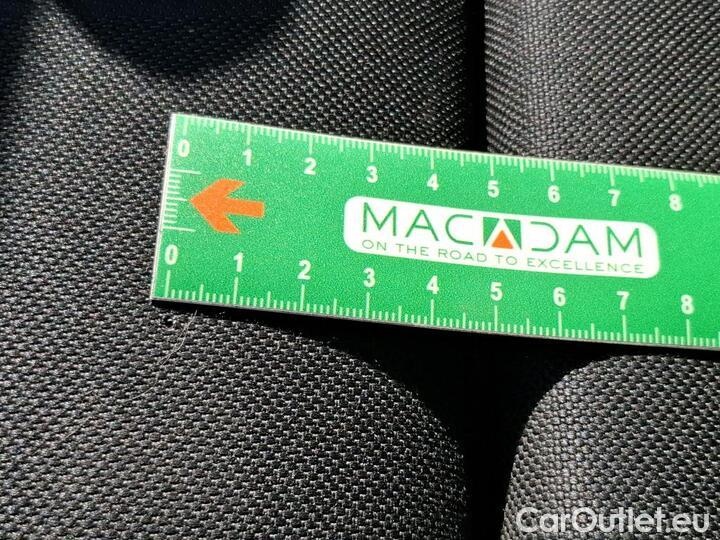 0 1 2 3 4 5 6 7 8
MACADAM
ON THE ROAD TO EXCELLENCE
0 1 2 3 4 5 6 7 8
CarOutlet.eu